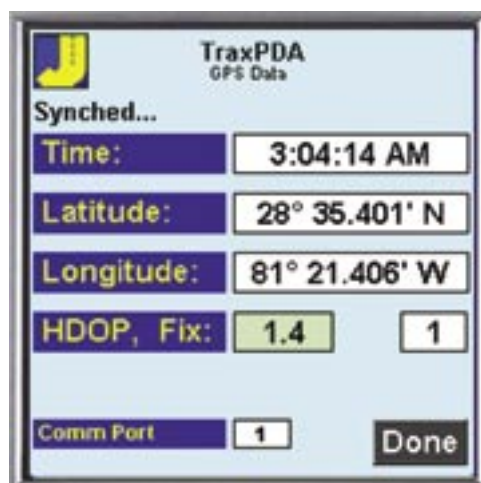 TraxPDA
GPS Data
Synched...
Time: 3:04:14 AM
Latitude: 28° 35.401' N
Longitude: 81° 21.406' W
HDOP, Fix: 1.4 1
Comm Port 1
Done